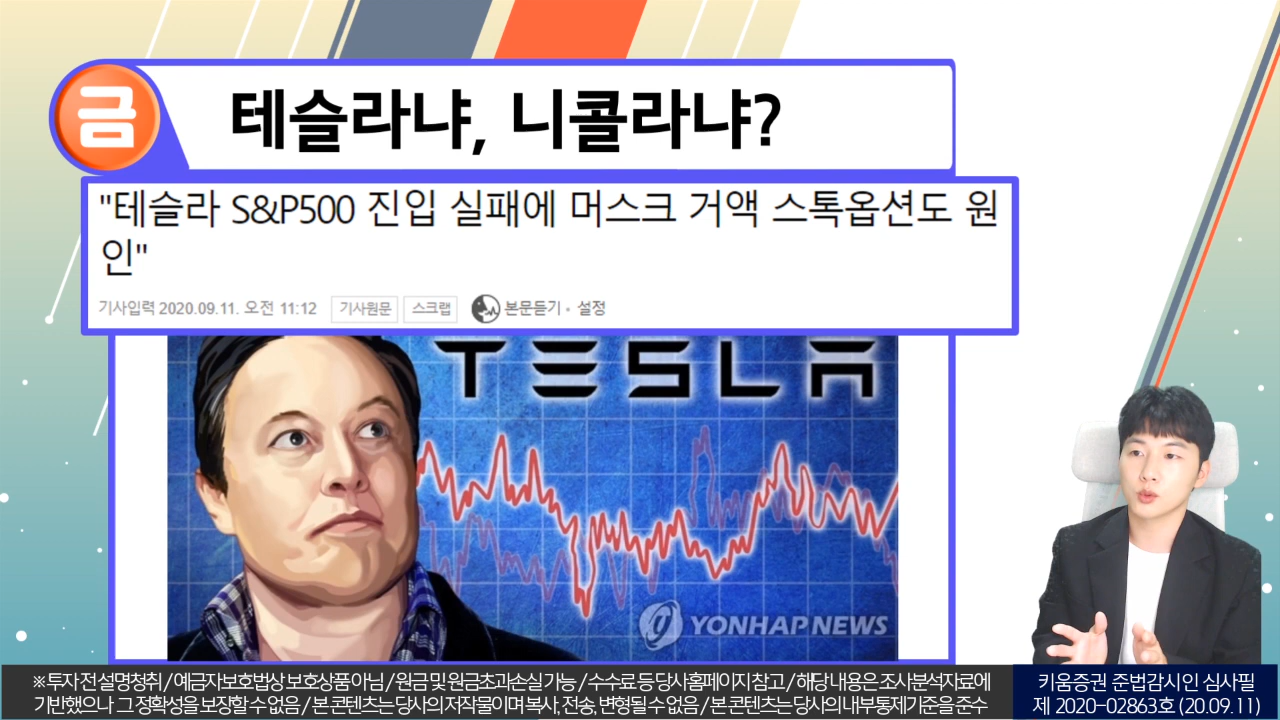 금
테슬라냐, 니콜라냐?
"테슬라 S&P500 진입 실패에 머스크 거액 스톡옵션도 원
인"
기사입력 2020.09.11. 오전 11:12 기사원문 스크랩 본문듣기 · 설정
TESLA
YONHAP NEWS
※ 투자 전 설명청취 / 예금자보호법상 보호상품 아님 / 원금 및 원금초과손실 가능 / 수수료 등 당사홈페이지 참고 / 해당 내용은 조사분석자료에
기반했으나 그 정확성을 보장할 수 없음 / 본 콘텐츠는 당사의 저작물이며 복사, 전송, 변형될 수 없음 / 본 콘텐츠는 당사의 내부통제기준을 준수
키움증권 준법감시인 심사필
제 2020-02863호 (20.09.11)